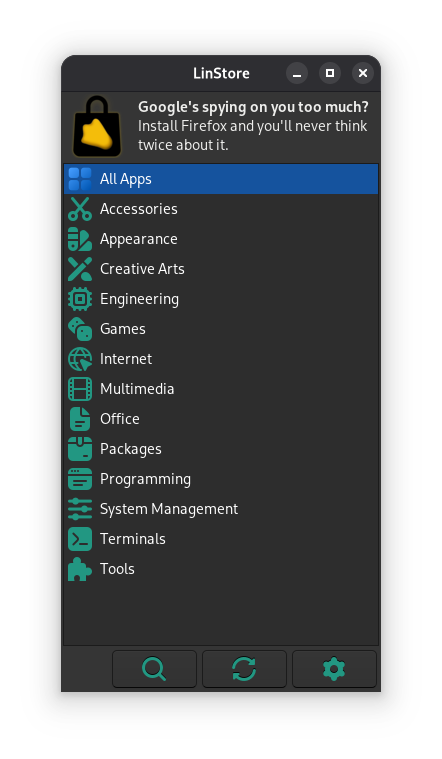 LinStore
Google's spying on you too much?
Install Firefox and you'll never think
twice about it.
All Apps
Accessories
Appearance
Creative Arts
Engineering
Games
Internet
Multimedia
Office
Packages
Programming
System Management
Terminals
Tools